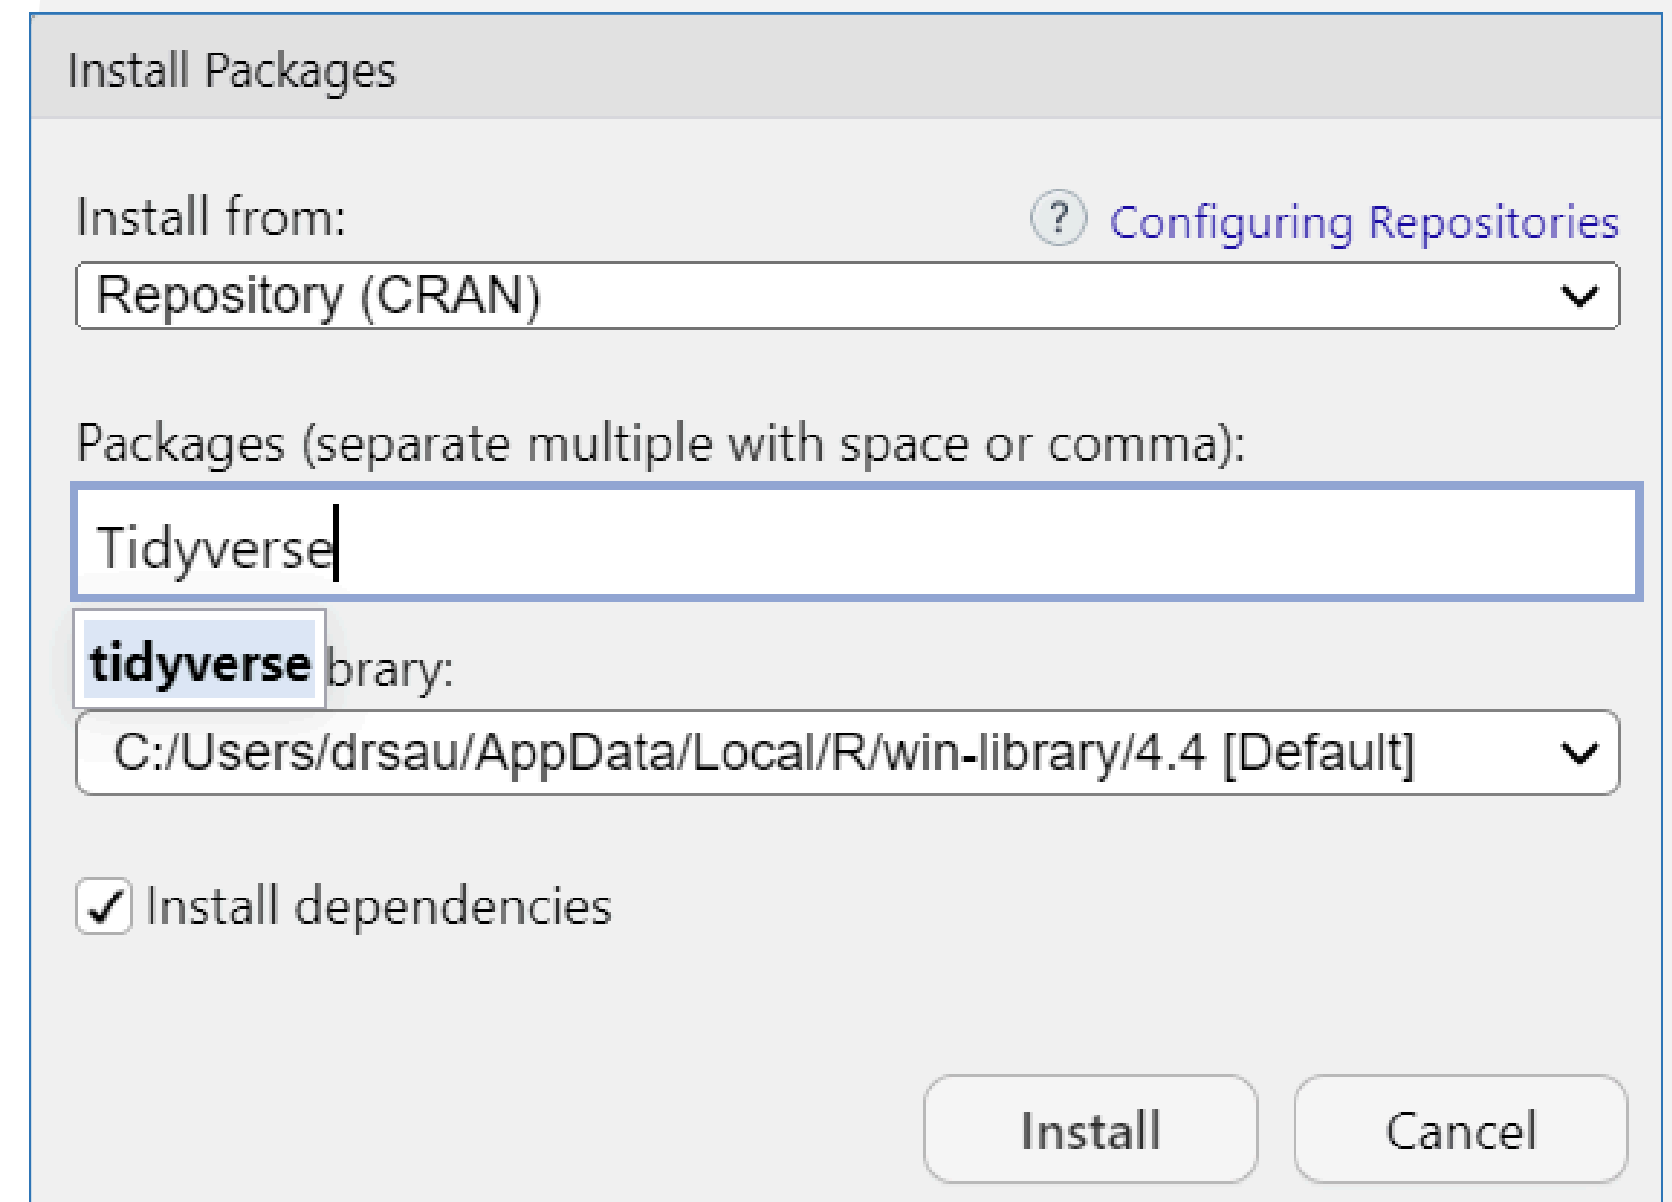 Install Packages
Install from:
? Configuring Repositories
Repository (CRAN)
Packages (separate multiple with space or comma):
Tidyverse
tidyverse
brary:
C:/Users/drsau/AppData/Local/R/win-library/4.4 [Default]
Install dependencies
Install
Cancel